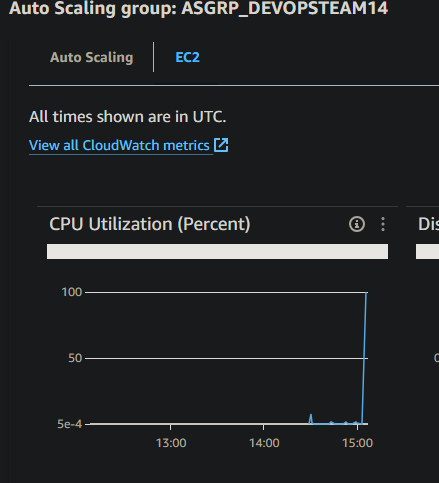 Auto Scaling group: ASGRP_DEVOPSTEAM14
Auto Scaling
EC2
All times shown are in UTC.
View all CloudWatch metrics
CPU Utilization (Percent)
Dis
100
50
0
5e-4
13:00
14:00
15:00